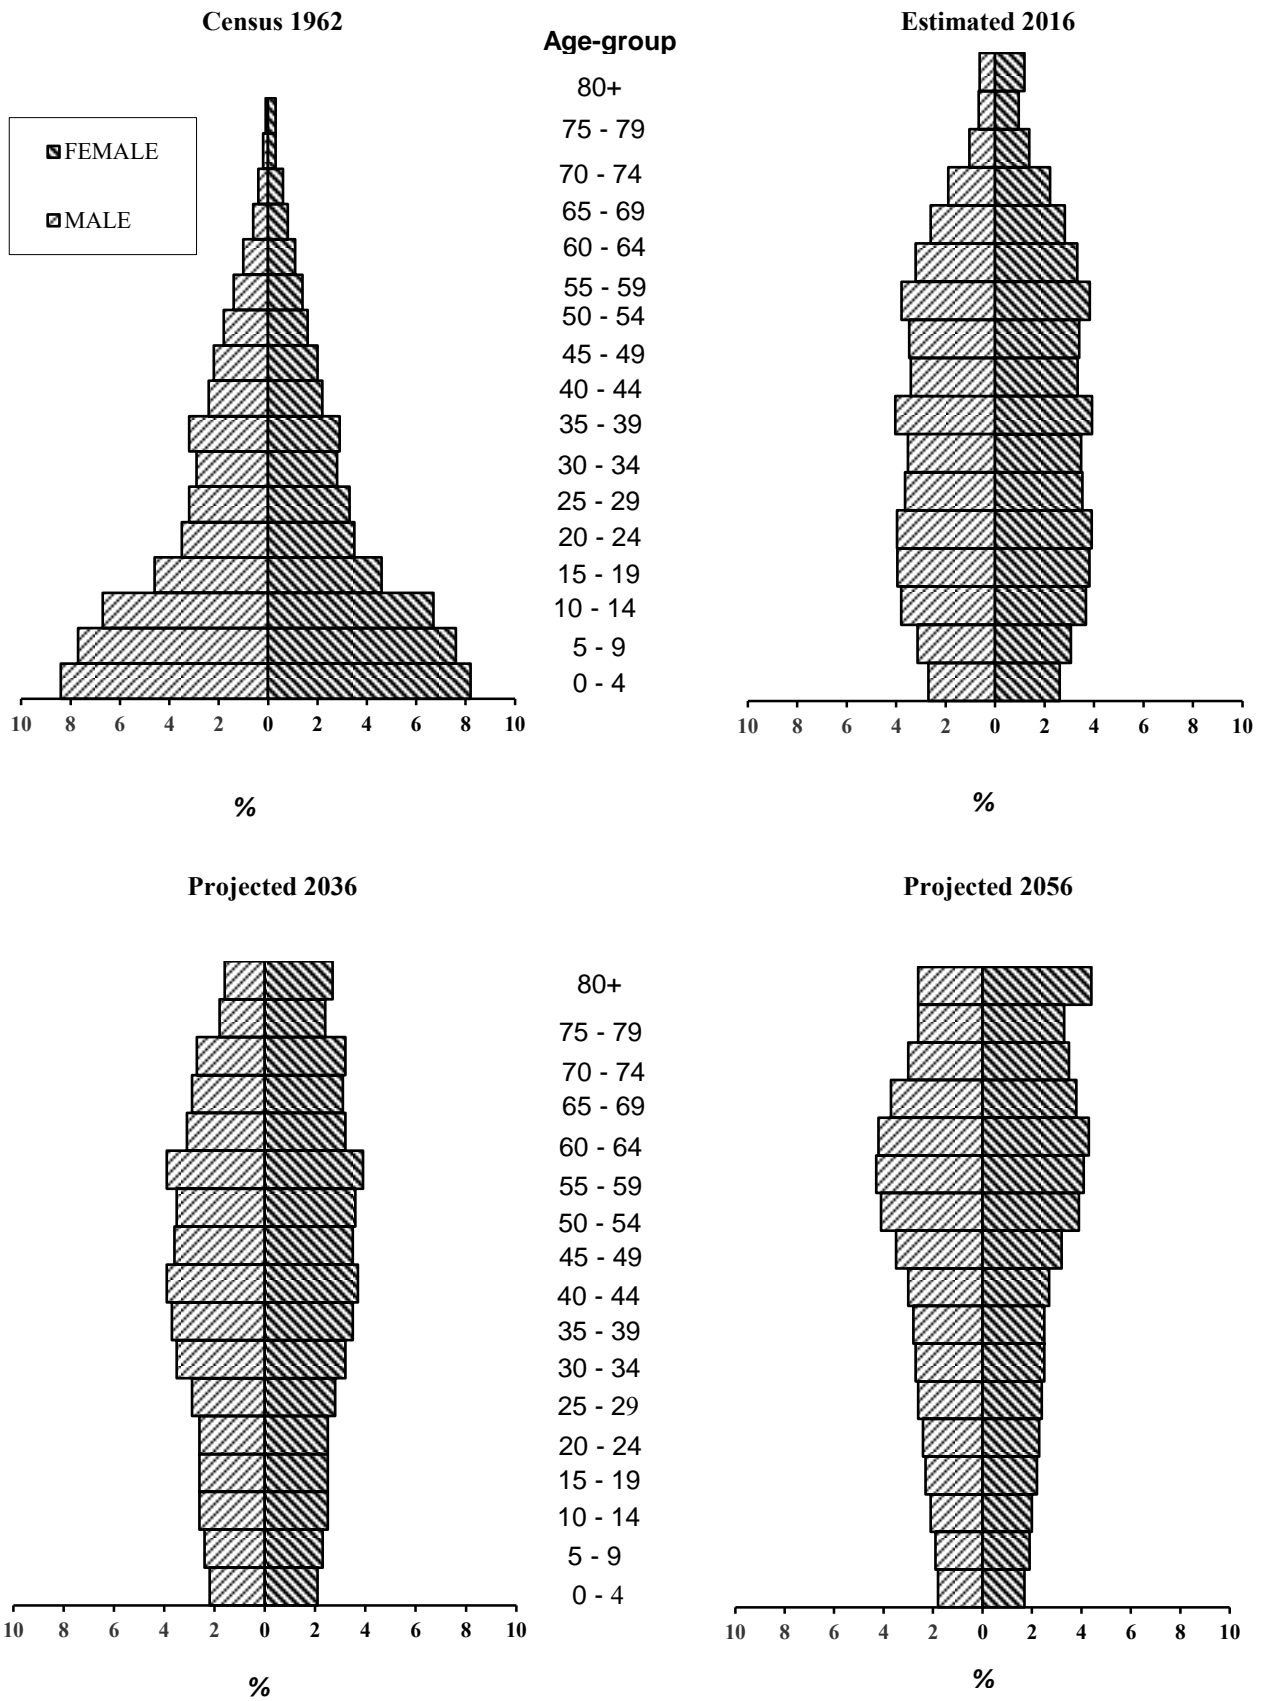 Census 1962
Age-group
Estimated 2016
FEMALE
MALE
80+
75 - 79
70 - 74
65 - 69
60 - 64
55 - 59
50 - 54
45 - 49
40 - 44
35 - 39
30 - 34
25 - 29
20 - 24
15 - 19
10 - 14
5 - 9
0 - 4
10 8 6 4 2 0 2 4 6 8 10
10 8 6 4 2 0 2 4 6 8 10
%
%
Projected 2036
Projected 2056
80+
75 - 79
70 - 74
65 - 69
60 - 64
55 - 59
50 - 54
45 - 49
40 - 44
35 - 39
30 - 34
25 - 29
20 - 24
15 - 19
10 - 14
5 - 9
0 - 4
10 8 6 4 2 0 2 4 6 8 10
10 8 6 4 2 0 2 4 6 8 10
%
%